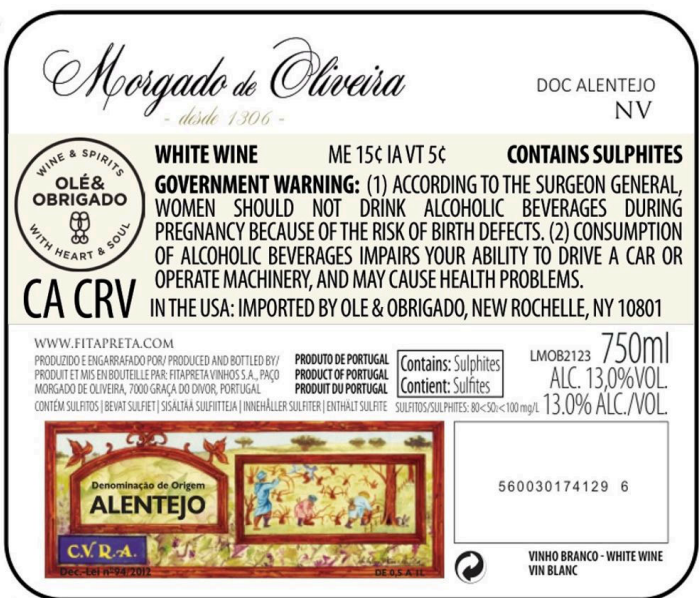 Morgado de Oliveira
- desde 1306 -
DOC ALENTEJO
NV
WINE & SPIRITS
OLÉ&
OBRIGADO
WITH HEART & SOUL
CA CRV
WHITE WINE ME 15¢ IA VT 5¢ CONTAINS SULPHITES
GOVERNMENT WARNING: (1) ACCORDING TO THE SURGEON GENERAL,
WOMEN SHOULD NOT DRINK ALCOHOLIC BEVERAGES DURING
PREGNANCY BECAUSE OF THE RISK OF BIRTH DEFECTS. (2) CONSUMPTION
OF ALCOHOLIC BEVERAGES IMPAIRS YOUR ABILITY TO DRIVE A CAR OR
OPERATE MACHINERY, AND MAY CAUSE HEALTH PROBLEMS.
IN THE USA: IMPORTED BY OLE & OBRIGADO, NEW ROCHELLE, NY 10801
WWW.FITAPRETA.COM
PRODUZIDO E ENGARRAFADO POR/ PRODUCED AND BOTTLED BY/
PRODUIT ET MIS EN BOUTEILLE PAR: FITAPRETA VINHOS S.A., PAÇO
MORGADO DE OLIVEIRA, 7000 GRAÇA DO DIVOR, PORTUGAL
PRODUTO DE PORTUGAL
PRODUCT OF PORTUGAL
PRODUIT DU PORTUGAL
Contains: Sulphites
Contient: Sulfites
LMOB2123 750ml
ALC. 13,0%VOL.
13.0% ALC./VOL.
CONTÉM SULFITOS | BEVAT SULFIET | SISÄLTÄÄ SULFIITTEJA | INNEHÅLLER SULFITER | ENTHÄLT SULFITE SULFITOS/SULPHITES: 80<SO₂<100 mg/L
Denominação de Origem
ALENTEJO
C.V.R.A.
Dec.-Lei nº94/2012
DE 0,5 A 1L
560030174129 6
VINHO BRANCO - WHITE WINE
VIN BLANC